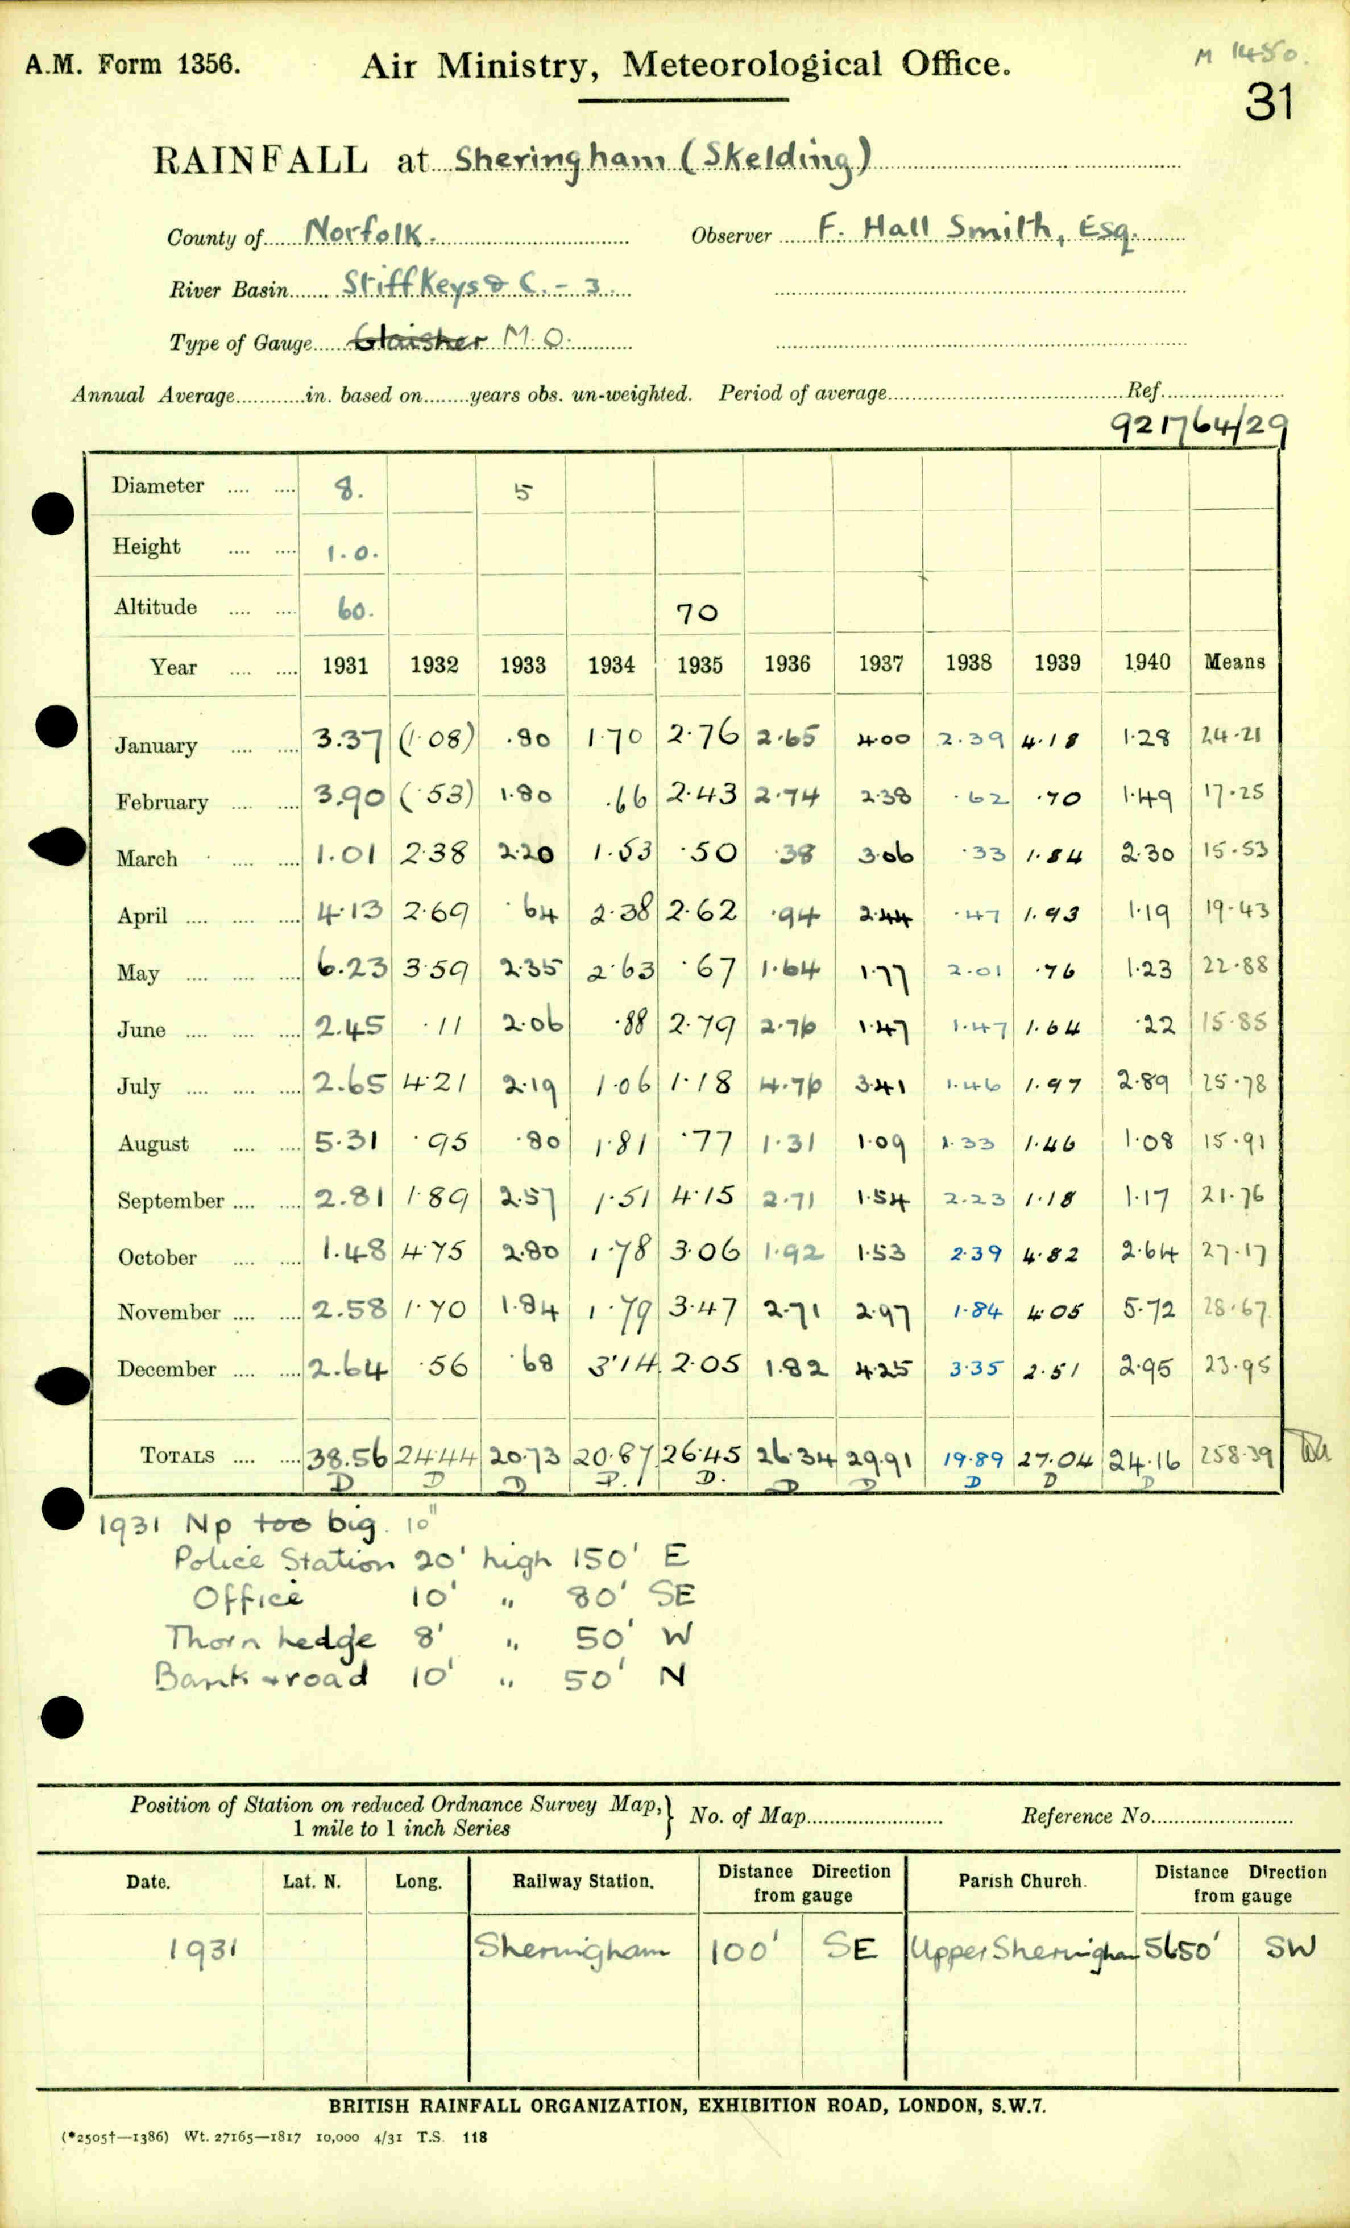 A.M. Form 1356. Air Ministry, Meteorological Office. M 1450.
31
RAINFALL at Sheringham (Skelding)
County of Norfolk. Observer F. Hall Smith, Esq.
River Basin Stiffkey & C. - 3.
Type of Gauge Glaisher M.O.
Annual Average in. based on years obs. un-weighted. Period of average Ref.
921764/29
Diameter 8. 5
Height 1.0.
Altitude 60. 70
Year 1931 1932 1933 1934 1935 1936 1937 1938 1939 1940 Means
January 3.37 (1.08) .80 1.70 2.76 2.65 4.00 2.39 4.18 1.28 24.21
February 3.90 (.53) 1.80 .66 2.43 2.74 2.38 .62 .70 1.49 17.25
March 1.01 2.38 2.20 1.53 .50 .38 3.06 .33 1.84 2.30 15.53
April 4.13 2.69 .64 2.38 2.62 .94 2.44 .47 1.93 1.19 19.43
May 6.23 3.59 2.35 2.63 .67 1.64 1.77 2.01 .76 1.23 22.88
June 2.45 .11 2.06 .88 2.79 2.76 1.47 1.47 1.64 .22 15.85
July 2.65 4.21 2.19 1.06 1.18 4.76 3.41 1.46 1.97 2.89 25.78
August 5.31 .95 .80 1.81 .77 1.31 1.09 1.33 1.46 1.08 15.91
September 2.81 1.89 2.57 1.51 4.15 2.71 1.54 2.23 1.18 1.17 21.76
October 1.48 4.75 2.80 1.78 3.06 1.92 1.53 2.39 4.82 2.64 27.17
November 2.58 1.70 1.84 1.79 3.47 2.71 2.97 1.84 4.05 5.72 28.67
December 2.64 .56 .68 3.14 2.05 1.82 4.25 3.35 2.51 2.95 23.95
TOTALS 38.56 24.44 20.73 20.87 26.45 26.34 29.91 19.89 27.04 24.16 258.39
D D D D. D. D D D D D
1931 Np too big. 10"
Police Station 20' high 150' E
Office 10' " 80' SE
Thorn hedge 8' " 50' W
Bank + road 10' " 50' N
Position of Station on reduced Ordnance Survey Map, } No. of Map Reference No.
1 mile to 1 inch Series
Date. Lat. N. Long. Railway Station. Distance Direction from gauge Parish Church. Distance Direction from gauge
1931 Sheringham 100' SE Upper Sheringham 5650' SW
BRITISH RAINFALL ORGANIZATION, EXHIBITION ROAD, LONDON, S.W.7.
(*2505†—1386) Wt. 27165—1817 10,000 4/31 T.S. 118